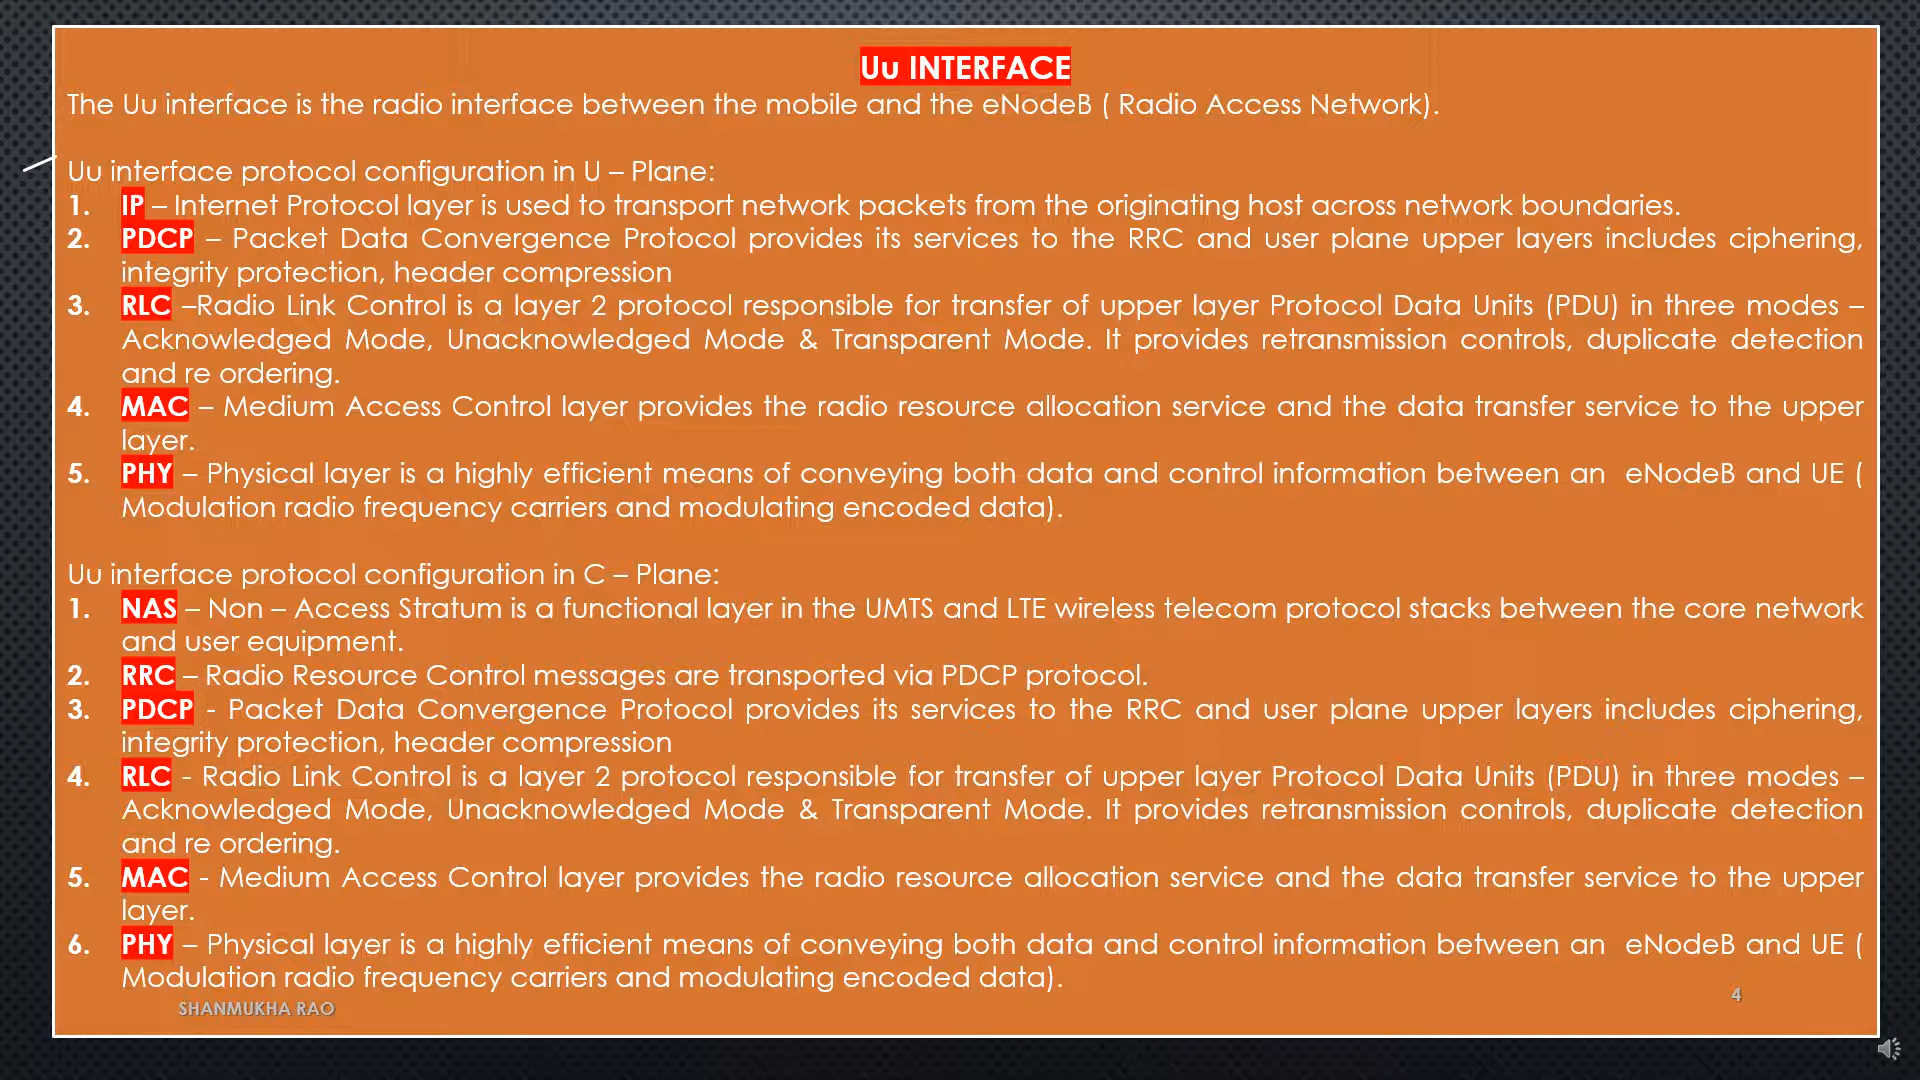 Uu INTERFACE
The Uu interface is the radio interface between the mobile and the eNodeB ( Radio Access Network).
Uu interface protocol configuration in U – Plane:
1. IP – Internet Protocol layer is used to transport network packets from the originating host across network boundaries.
2. PDCP – Packet Data Convergence Protocol provides its services to the RRC and user plane upper layers includes ciphering,
integrity protection, header compression
3. RLC –Radio Link Control is a layer 2 protocol responsible for transfer of upper layer Protocol Data Units (PDU) in three modes –
Acknowledged Mode, Unacknowledged Mode & Transparent Mode. It provides retransmission controls, duplicate detection
and re ordering.
4. MAC – Medium Access Control layer provides the radio resource allocation service and the data transfer service to the upper
layer.
5. PHY – Physical layer is a highly efficient means of conveying both data and control information between an eNodeB and UE (
Modulation radio frequency carriers and modulating encoded data).
Uu interface protocol configuration in C – Plane:
1. NAS – Non – Access Stratum is a functional layer in the UMTS and LTE wireless telecom protocol stacks between the core network
and user equipment.
2. RRC – Radio Resource Control messages are transported via PDCP protocol.
3. PDCP - Packet Data Convergence Protocol provides its services to the RRC and user plane upper layers includes ciphering,
integrity protection, header compression
4. RLC - Radio Link Control is a layer 2 protocol responsible for transfer of upper layer Protocol Data Units (PDU) in three modes –
Acknowledged Mode, Unacknowledged Mode & Transparent Mode. It provides retransmission controls, duplicate detection
and re ordering.
5. MAC - Medium Access Control layer provides the radio resource allocation service and the data transfer service to the upper
layer.
6. PHY – Physical layer is a highly efficient means of conveying both data and control information between an eNodeB and UE (
Modulation radio frequency carriers and modulating encoded data).
SHANMUKHA RAO
4